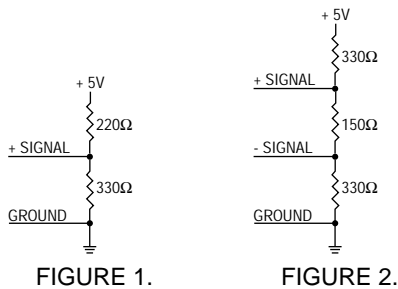 + 5V
220Ω
+ SIGNAL
330Ω
GROUND
FIGURE 1.
+ 5V
330Ω
+ SIGNAL
150Ω
- SIGNAL
330Ω
GROUND
FIGURE 2.